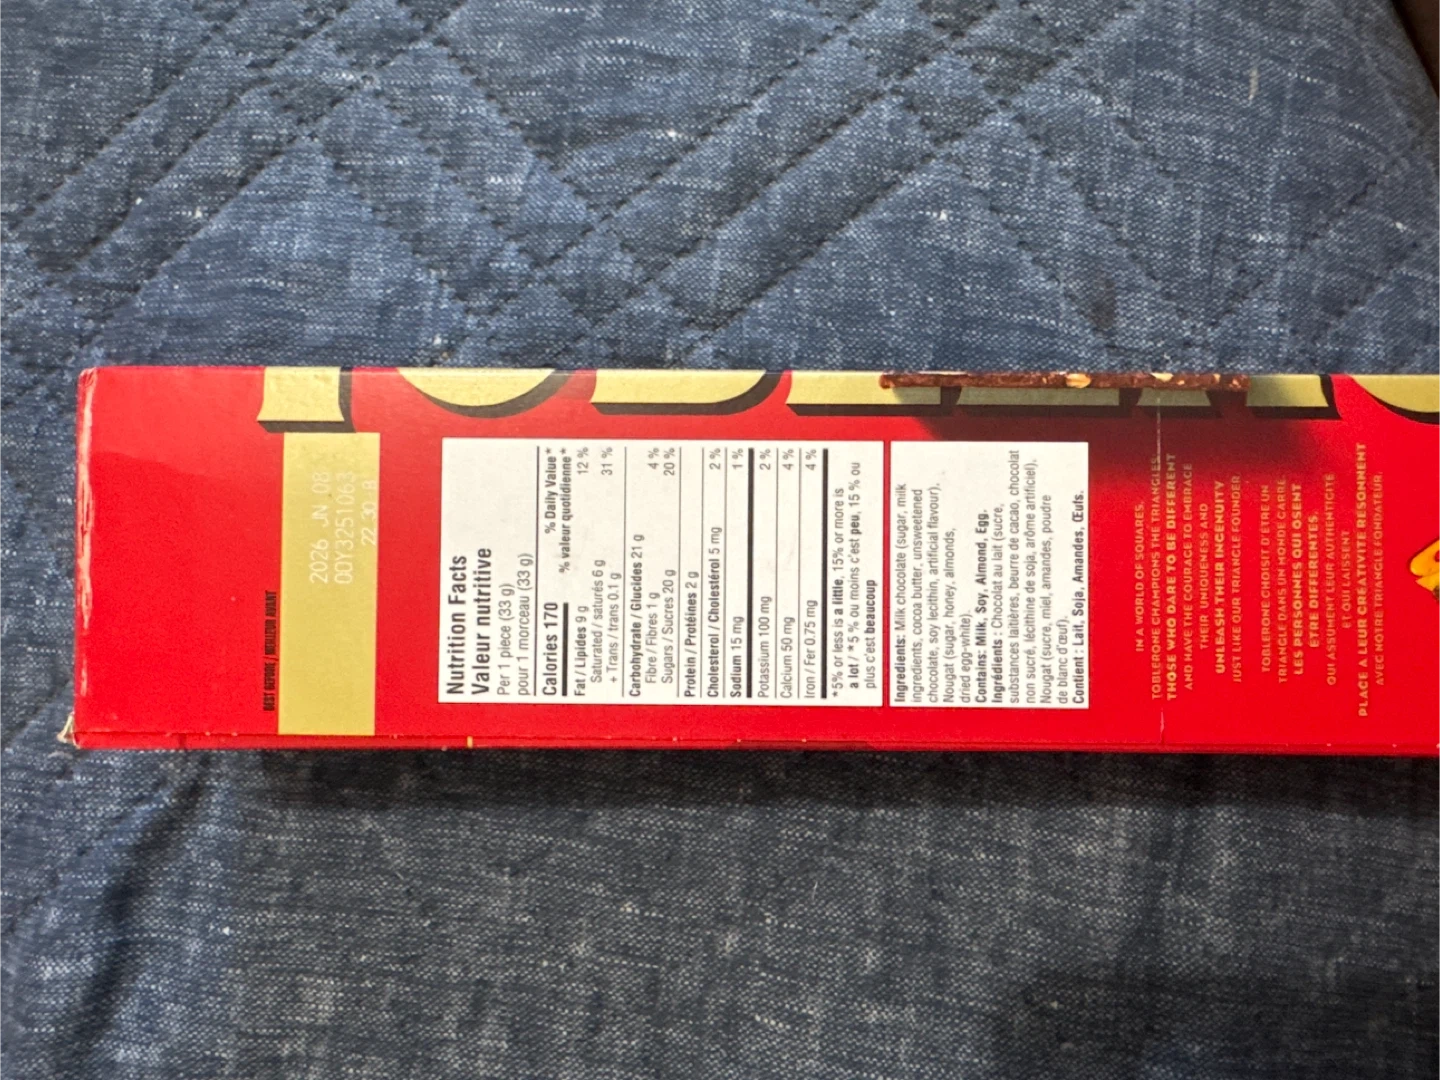 BEST BEFORE / MEILLEUR AVANT
2026 JN 08
00Y3251063
22 30 B
Nutrition Facts
Valeur nutritive
Per 1 piece (33 g)
pour 1 morceau (33 g)
Calories 170 % Daily Value*
% valeur quotidienne*
Fat / Lipides 9 g 12 %
Saturated / saturés 6 g
+ Trans / trans 0.1 g 31 %
Carbohydrate / Glucides 21 g
Fibre / Fibres 1 g 4 %
Sugars / Sucres 20 g 20 %
Protein / Protéines 2 g
Cholesterol / Cholestérol 5 mg 2 %
Sodium 15 mg 1 %
Potassium 100 mg 2 %
Calcium 50 mg 4 %
Iron / Fer 0.75 mg 4 %
*5% or less is a little, 15% or more is
a lot / *5 % ou moins c'est peu, 15 % ou
plus c'est beaucoup
Ingredients: Milk chocolate (sugar, milk
ingredients, cocoa butter, unsweetened
chocolate, soy lecithin, artificial flavour),
Nougat (sugar, honey, almonds,
dried egg-white).
Contains: Milk, Soy, Almond, Egg.
Ingrédients : Chocolat au lait (sucre,
substances laitières, beurre de cacao, chocolat
non sucré, lécithine de soja, arôme artificiel),
Nougat (sucre, miel, amandes, poudre
de blanc d'œuf).
Contient : Lait, Soja, Amandes, Œufs.
IN A WORLD OF SQUARES,
TOBLERONE CHAMPIONS THE TRIANGLES.
THOSE WHO DARE TO BE DIFFERENT
AND HAVE THE COURAGE TO EMBRACE
THEIR UNIQUENESS AND
UNLEASH THEIR INGENUITY
JUST LIKE OUR TRIANGLE FOUNDER.
TOBLERONE CHOISIT D'ÊTRE UN
TRIANGLE DANS UN MONDE CARRÉ.
LES PERSONNES QUI OSENT
ÊTRE DIFFÉRENTES,
QUI ASSUMENT LEUR AUTHENTICITÉ
ET QUI LAISSENT
PLACE À LEUR CRÉATIVITÉ RÉSONNENT
AVEC NOTRE TRIANGLE FONDATEUR.